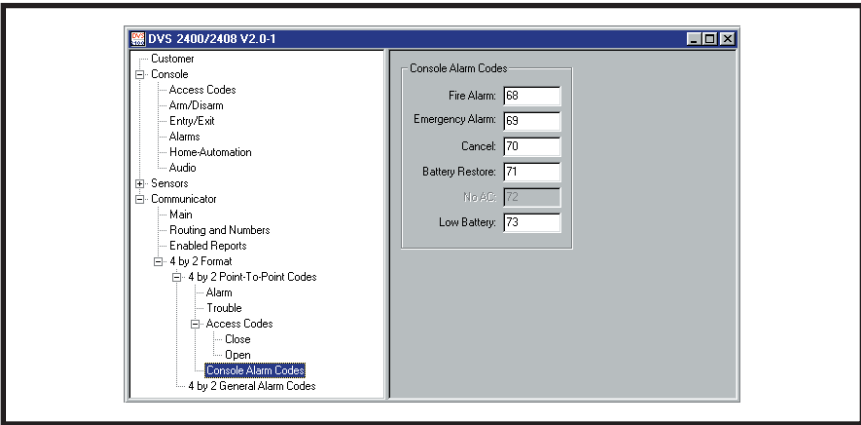 DVS 2400/2408 V2.0-1
Customer
Console
Access Codes
Arm/Disarm
Entry/Exit
Alarms
Home-Automation
Audio
Sensors
Communicator
Main
Routing and Numbers
Enabled Reports
4 by 2 Format
4 by 2 Point-To-Point Codes
Alarm
Trouble
Access Codes
Close
Open
Console Alarm Codes
4 by 2 General Alarm Codes
Console Alarm Codes
Fire Alarm: 68
Emergency Alarm: 69
Cancel: 70
Battery Restore: 71
No AC: 72
Low Battery: 73